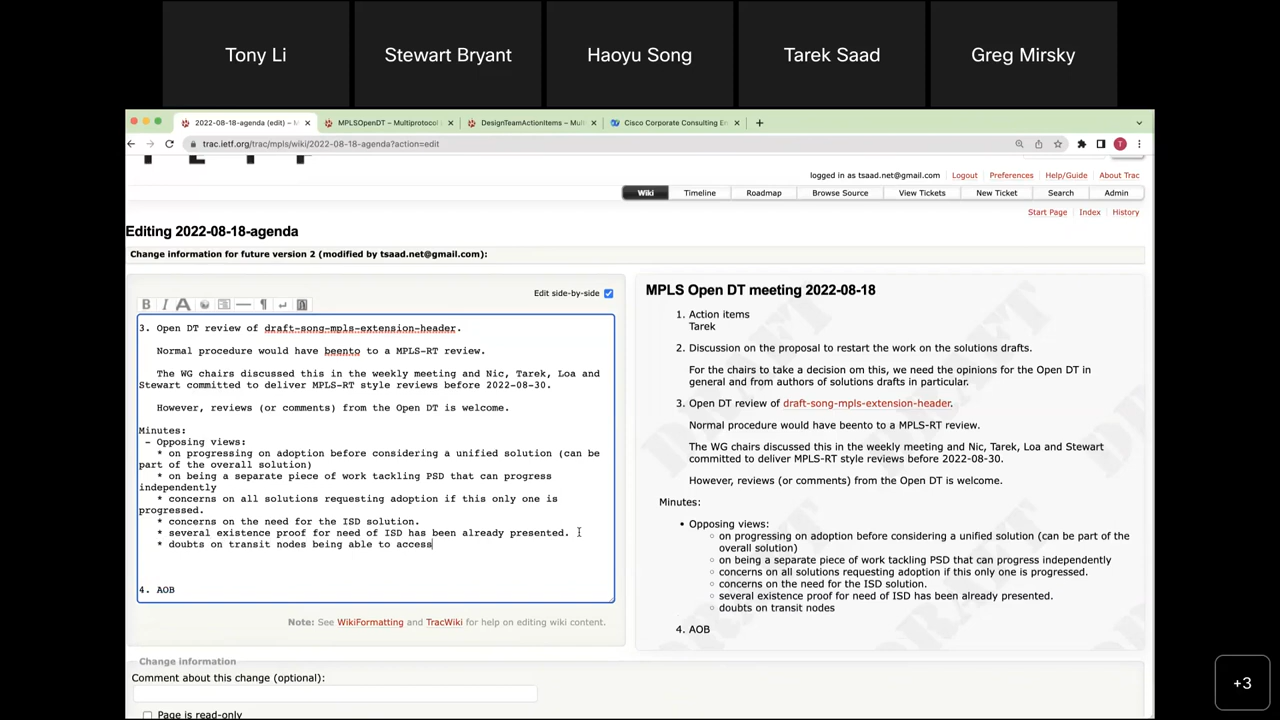 Tony Li
Stewart Bryant
Haoyu Song
Tarek Saad
Greg Mirsky
2022-08-18-agenda (edit) –
MPLSOpenDT – Multiprotocol
DesignTeamActionItems – Mult
Cisco Corporate Consulting En
trac.ietf.org/trac/mpls/wiki/2022-08-18-agenda?action=edit
T
logged in as tsaad.net@gmail.com
Logout
Preferences
Help/Guide
About Trac
Wiki
Timeline
Roadmap
Browse Source
View Tickets
New Ticket
Search
Admin
Start Page
Index
History
Editing 2022-08-18-agenda
Change information for future version 2 (modified by tsaad.net@gmail.com):
Edit side-by-side
B I A
3. Open DT review of draft-song-mpls-extension-header.
Normal procedure would have beento to a MPLS-RT review.
The WG chairs discussed this in the weekly meeting and Nic, Tarek, Loa and
Stewart committed to deliver MPLS-RT style reviews before 2022-08-30.
However, reviews (or comments) from the Open DT is welcome.
Minutes:
- Opposing views:
* on progressing on adoption before considering a unified solution (can be
part of the overall solution)
* on being a separate piece of work tackling PSD that can progress
independently
* concerns on all solutions requesting adoption if this only one is
progressed.
* concerns on the need for the ISD solution.
* several existence proof for need of ISD has been already presented.
* doubts on transit nodes being able to access
4. AOB
Note: See WikiFormatting and TracWiki for help on editing wiki content.
MPLS Open DT meeting 2022-08-18
1. Action items
Tarek
2. Discussion on the proposal to restart the work on the solutions drafts.
For the chairs to take a decision om this, we need the opinions for the Open DT in
general and from authors of solutions drafts in particular.
3. Open DT review of draft-song-mpls-extension-header.
Normal procedure would have beento to a MPLS-RT review.
The WG chairs discussed this in the weekly meeting and Nic, Tarek, Loa and Stewart
committed to deliver MPLS-RT style reviews before 2022-08-30.
However, reviews (or comments) from the Open DT is welcome.
Minutes:
• Opposing views:
○ on progressing on adoption before considering a unified solution (can be part of the
overall solution)
○ on being a separate piece of work tackling PSD that can progress independently
○ concerns on all solutions requesting adoption if this only one is progressed.
○ concerns on the need for the ISD solution.
○ several existence proof for need of ISD has been already presented.
○ doubts on transit nodes
4. AOB
Change information
Comment about this change (optional):
Page is read-only
+3